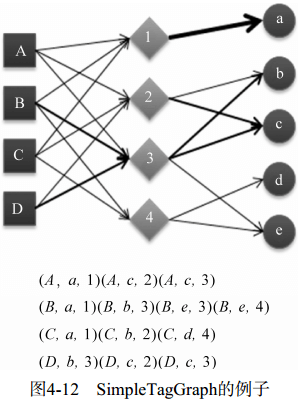 A
B
C
D
1
2
3
4
a
b
c
d
e
(A, a, 1)(A, c, 2)(A, c, 3)
(B, a, 1)(B, b, 3)(B, e, 3)(B, e, 4)
(C, a, 1)(C, b, 2)(C, d, 4)
(D, b, 3)(D, c, 2)(D, c, 3)
图4-12 SimpleTagGraph的例子